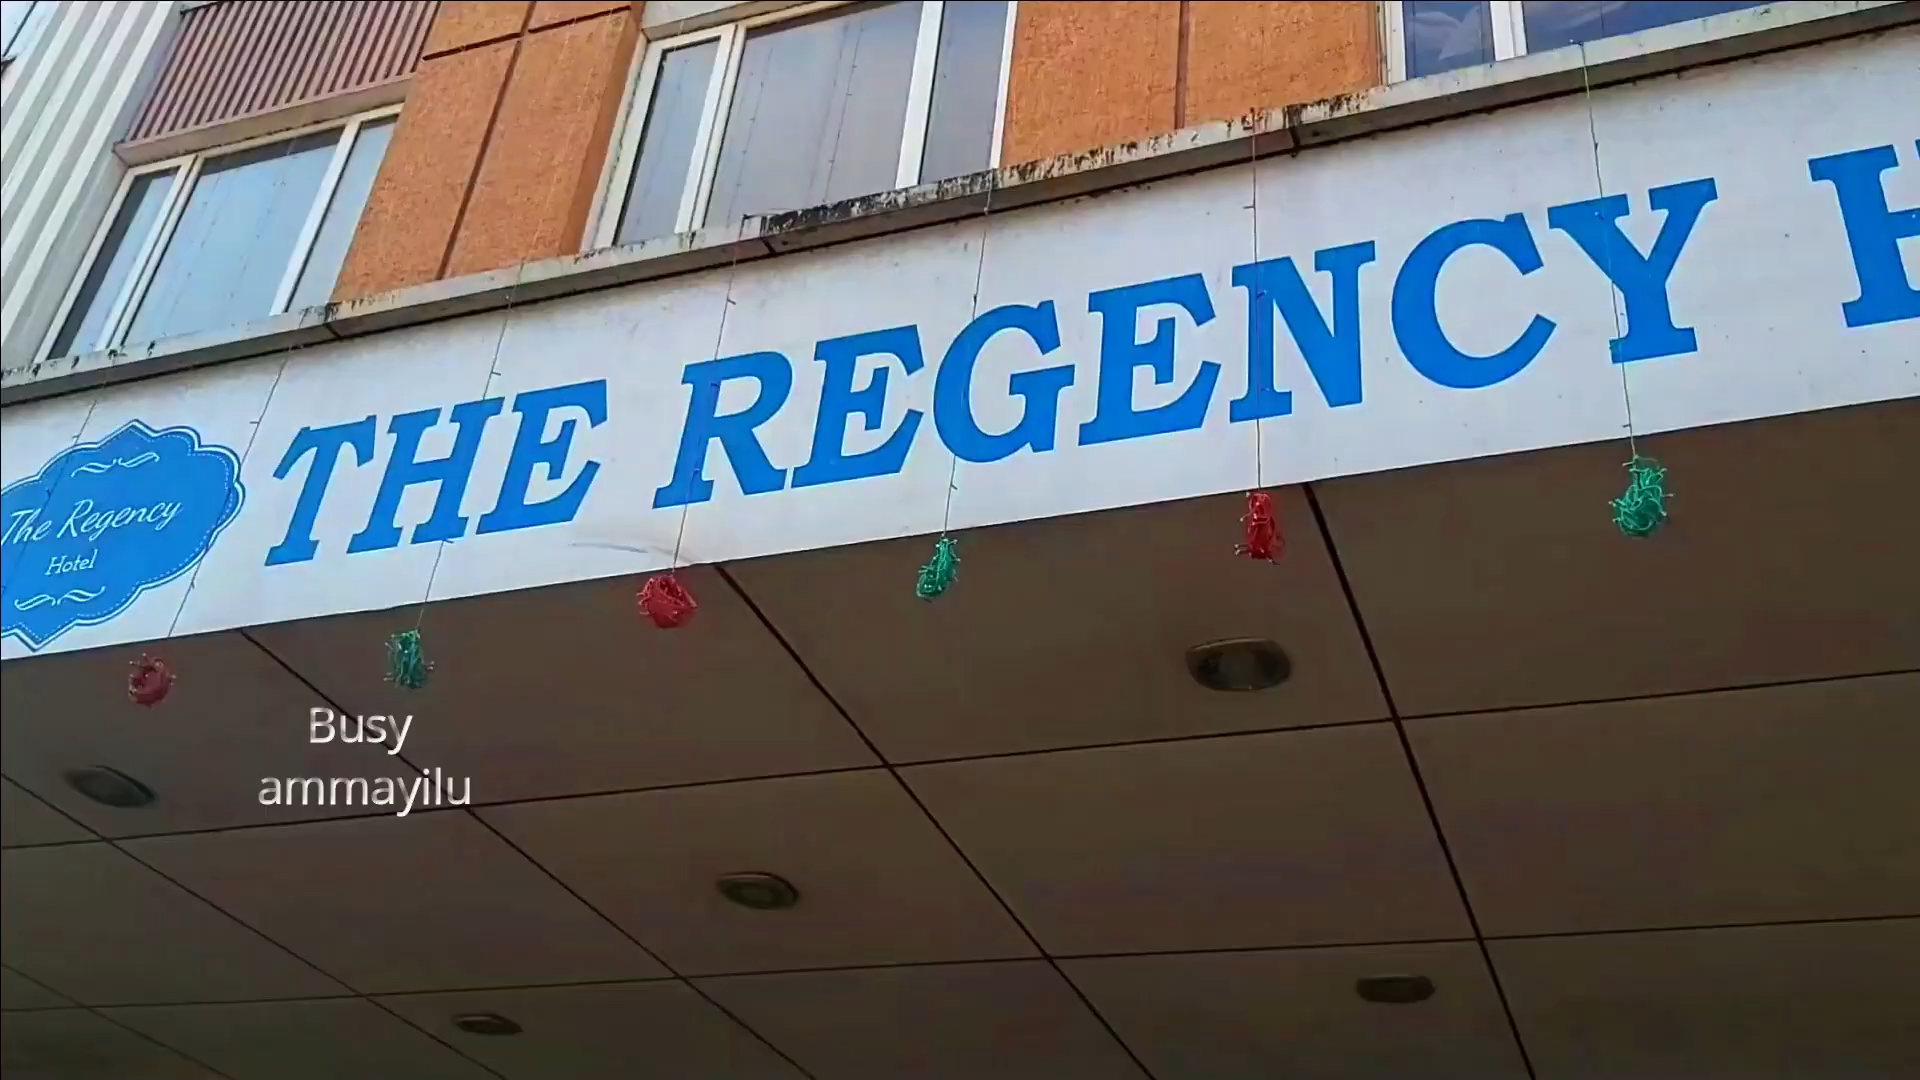 THE REGENCY H
The Regency
Hotel
Busy
ammayilu